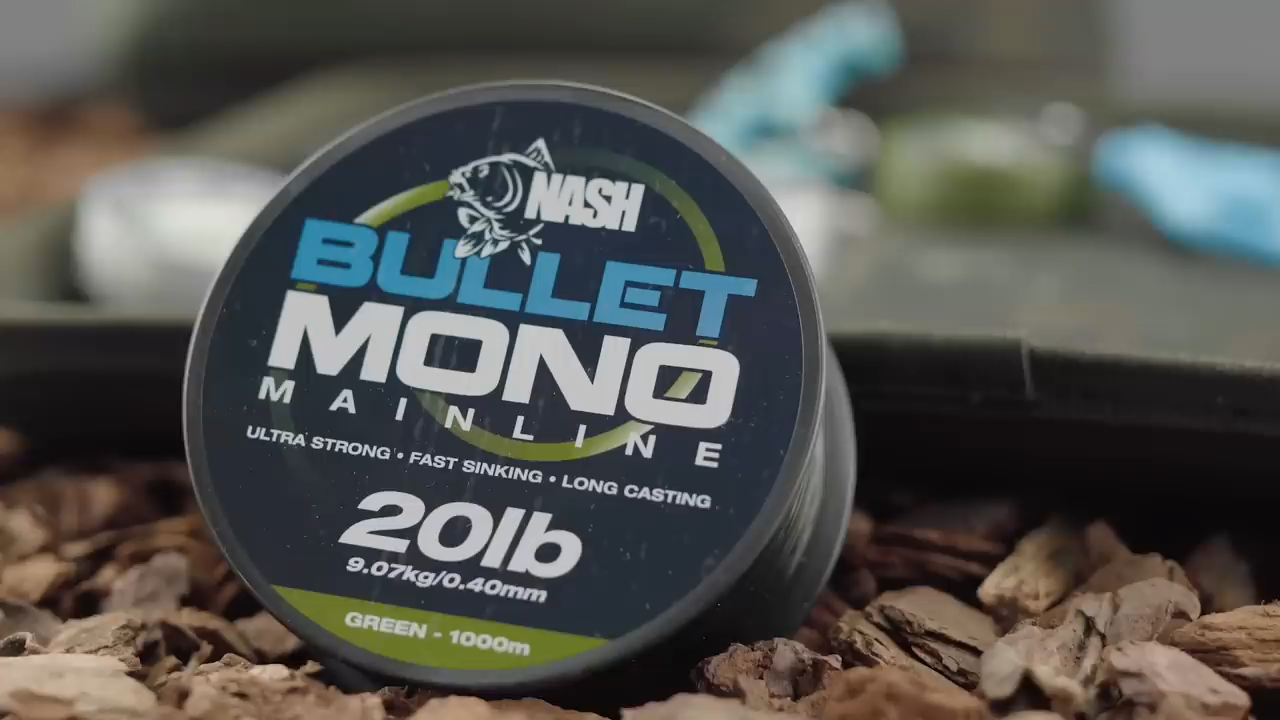 NASH
BULLET
MONO
MAINLINE
ULTRA STRONG • FAST SINKING • LONG CASTING
20lb
9.07kg/0.40mm
GREEN - 1000m